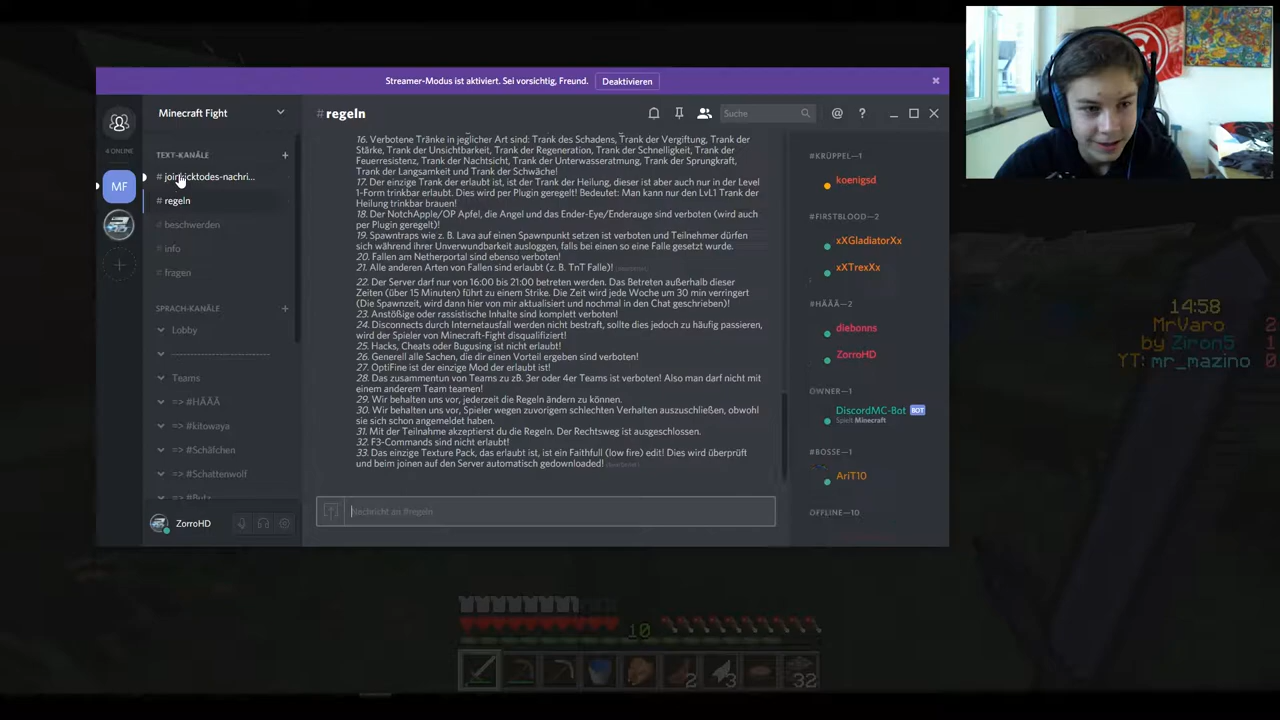 Streamer-Modus ist aktiviert. Sei vorsichtig, Freund.
Deaktivieren
4 ONLINE
MF
Minecraft Fight
TEXT-KANÄLE
# joinkicktodes-nachri...
# regeln
# beschwerden
# info
# fragen
SPRACH-KANÄLE
Lobby
Teams
=> #HÄÄÄ
=> #kitowaya
=> #Schäfchen
=> #Schattenwolf
ZorroHD
# regeln
Suche
16. Verbotene Tränke in jeglicher Art sind: Trank des Schadens, Trank der Vergiftung, Trank der
Stärke, Trank der Unsichtbarkeit, Trank der Regeneration, Trank der Schnelligkeit, Trank der
Feuerresistenz, Trank der Nachtsicht, Trank der Unterwasseratmung, Trank der Sprungkraft,
Trank der Langsamkeit und Trank der Schwäche!
17. Der einzige Trank der erlaubt ist, ist der Trank der Heilung, dieser ist aber auch nur in der Level
1-Form trinkbar erlaubt. Dies wird per Plugin geregelt! Bedeutet: Man kann nur den LvL1 Trank der
Heilung trinkbar brauen!
18. Der NotchApple/OP Apfel, die Angel und das Ender-Eye/Enderauge sind verboten (wird auch
per Plugin geregelt)!
19. Spawntraps wie z. B. Lava auf einen Spawnpunkt setzen ist verboten und Teilnehmer dürfen
sich während ihrer Unverwundbarkeit ausloggen, falls bei einen so eine Falle gesetzt wurde.
20. Fallen am Netherportal sind ebenso verboten!
21. Alle anderen Arten von Fallen sind erlaubt (z. B. TnT Falle)! (bearbeitet)
22. Der Server darf nur von 16:00 bis 21:00 betreten werden. Das Betreten außerhalb dieser
Zeiten (über 15 Minuten) führt zu einem Strike. Die Zeit wird jede Woche um 30 min verringert
(Die Spawnzeit, wird dann hier von mir aktualisiert und nochmal in den Chat geschrieben)!
23. Anstößige oder rassistische Inhalte sind komplett verboten!
24. Disconnects durch Internetausfall werden nicht bestraft, sollte dies jedoch zu häufig passieren,
wird der Spieler von Minecraft-Fight disqualifiziert!
25. Hacks, Cheats oder Bugusing ist nicht erlaubt!
26. Generell alle Sachen, die dir einen Vorteil ergeben sind verboten!
27. OptiFine ist der einzige Mod der erlaubt ist!
28. Das zusammentun von Teams zu zB. 3er oder 4er Teams ist verboten! Also man darf nicht mit
einem anderem Team teamen!
29. Wir behalten uns vor, jederzeit die Regeln ändern zu können.
30. Wir behalten uns vor, Spieler wegen zuvorigem schlechten Verhalten auszuschließen, obwohl
sie sich schon angemeldet haben.
31. Mit der Teilnahme akzeptierst du die Regeln. Der Rechtsweg ist ausgeschlossen.
32. F3-Commands sind nicht erlaubt!
33. Das einzige Texture Pack, das erlaubt ist, ist ein Faithfull (low fire) edit! Dies wird überprüft
und beim joinen auf den Server automatisch gedownloaded! (bearbeitet)
Nachricht an #regeln
#KRÜPPEL—1
koenigsd
#FIRSTBLOOD—2
xXGladiatorXx
xXTrexXx
#HÄÄÄ—2
diebonns
ZorroHD
OWNER—1
DiscordMC-Bot BOT
Spielt Minecraft
#BOSSE—1
AriT10
OFFLINE—10
14:58
MrVaro 2
by Ziron5 1
YT: mr_mazino 0
10
2
3
32